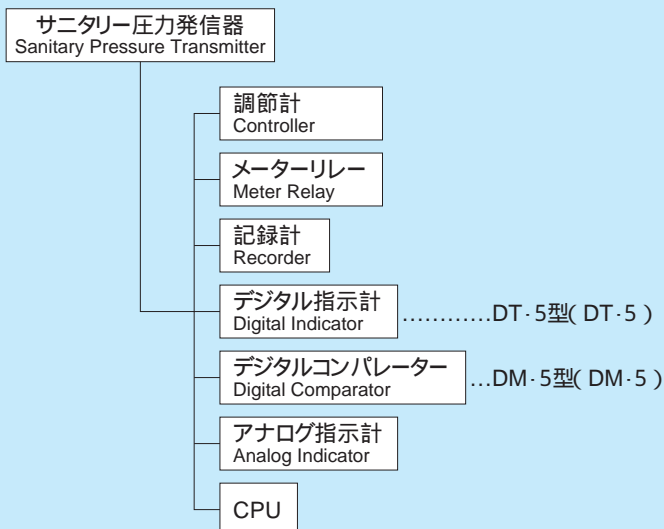 サニタリー圧力発信器
Sanitary Pressure Transmitter
調節計
Controller
メーターリレー
Meter Relay
記録計
Recorder
デジタル指示計
Digital Indicator
…………DT·5型( DT·5 )
デジタルコンパレーター
Digital Comparator
…DM·5型( DM·5 )
アナログ指示計
Analog Indicator
CPU